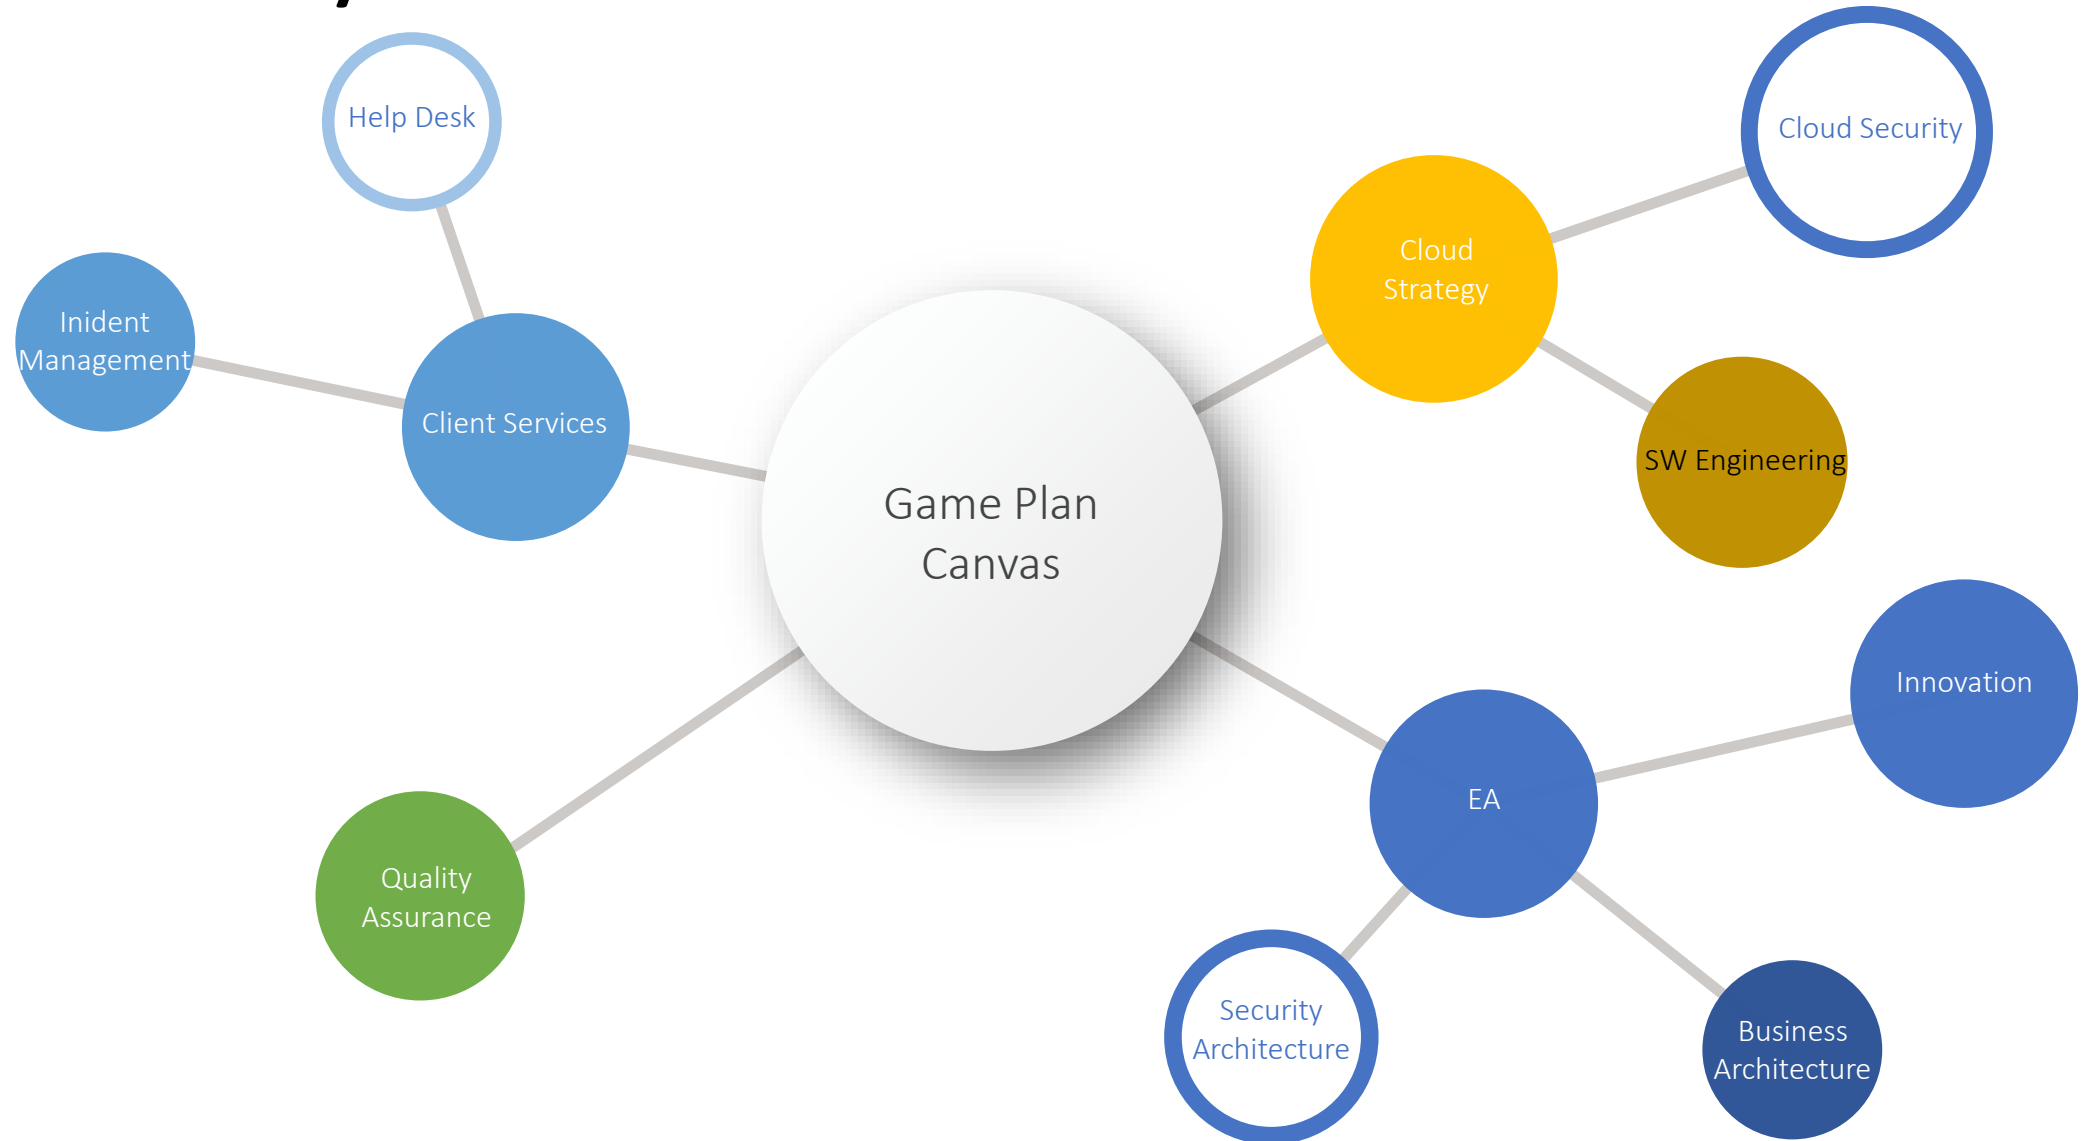 Help Desk
Cloud Security
Cloud
Strategy
Inident
Management
Client Services
SW Engineering
Game Plan
Canvas
Innovation
EA
Quality
Assurance
Security
Architecture
Business
Architecture